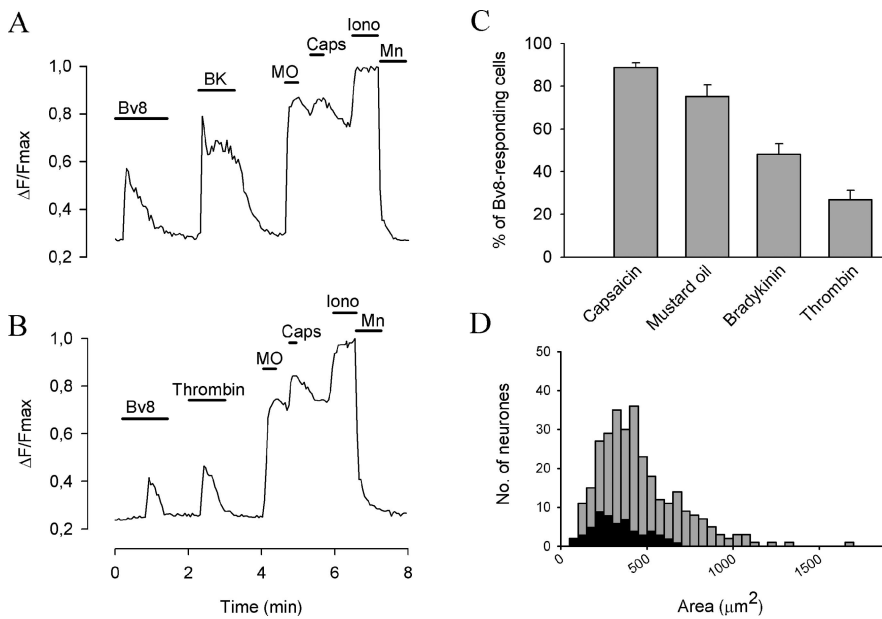 A
Iono
Caps
Mn
MO
BK
Bv8
1,0
0,8
0,6
0,4
0,2
ΔF/Fmax
B
Iono
Caps
Mn
MO
Thrombin
Bv8
1,0
0,8
0,6
0,4
0,2
ΔF/Fmax
0 2 4 6 8
Time (min)
C
100
80
60
40
20
0
% of Bv8-responding cells
Capsaicin
Mustard oil
Bradykinin
Thrombin
D
50
40
30
20
10
0
No. of neurones
0 500 1000 1500
Area (μm²)